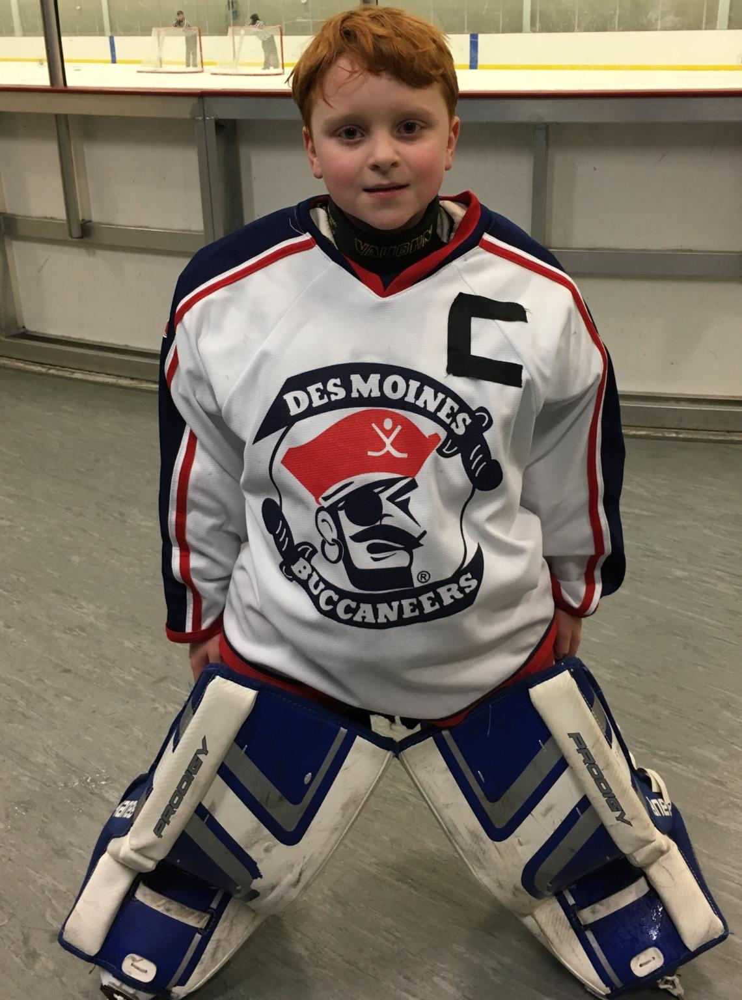 VAUGHN
C
DES MOINES
BUCCANEERS
®
PRODIGY
PRODIGY